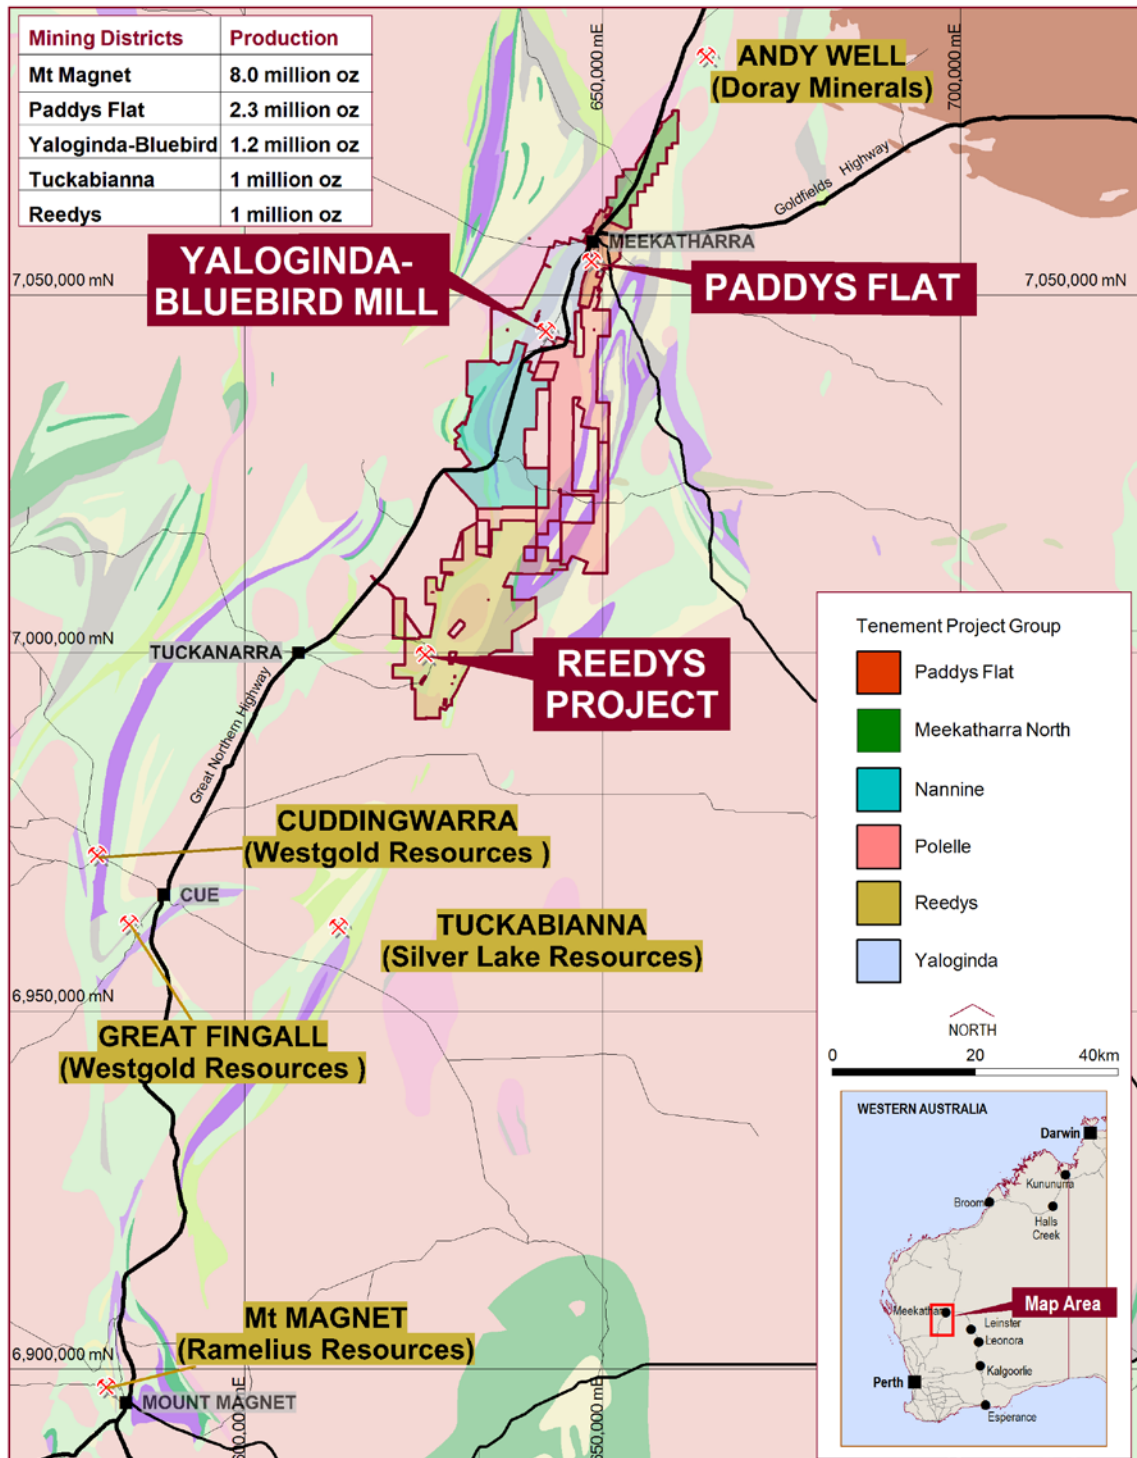 Mining Districts Production
Mt Magnet 8.0 million oz
Paddys Flat 2.3 million oz
Yaloginda-Bluebird 1.2 million oz
Tuckabianna 1 million oz
Reedys 1 million oz
650,000 mE
700,000 mE
ANDY WELL
(Doray Minerals)
Goldfields Highway
MEEKATHARRA
YALOGINDA-
BLUEBIRD MILL
PADDYS FLAT
7,050,000 mN
7,050,000 mN
7,000,000 mN
TUCKANARRA
REEDYS
PROJECT
Great Northern Highway
CUDDINGWARRA
(Westgold Resources )
CUE
TUCKABIANNA
(Silver Lake Resources)
6,950,000 mN
GREAT FINGALL
(Westgold Resources )
Mt MAGNET
(Ramelius Resources)
6,900,000 mN
MOUNT MAGNET
600,000 mE
650,000 mE
Tenement Project Group
Paddys Flat
Meekatharra North
Nannine
Polelle
Reedys
Yaloginda
NORTH
0 20 40km
WESTERN AUSTRALIA
Darwin
Kununurra
Broom
Halls
Creek
Meekathar
Map Area
Leinster
Leonora
Kalgoorlie
Perth
Esperance